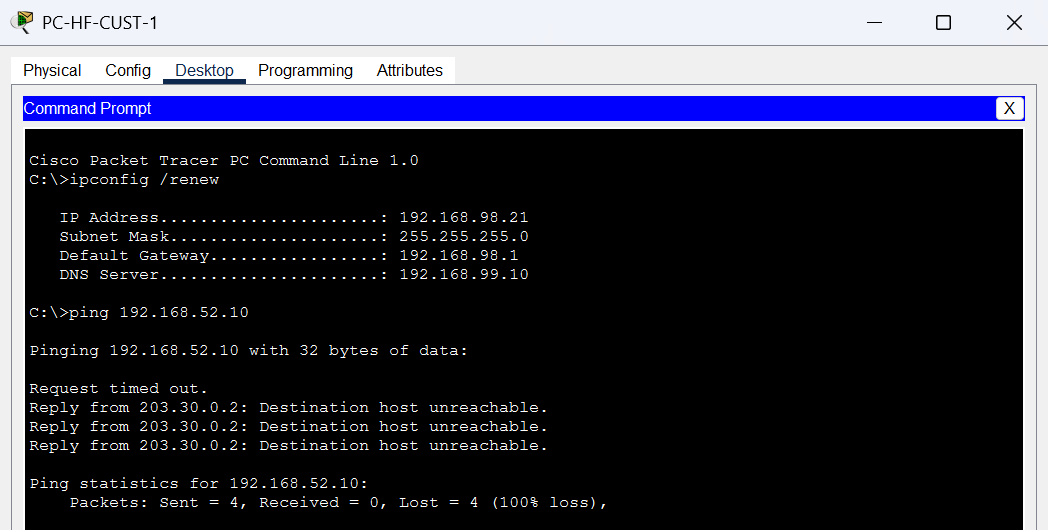 PC-HF-CUST-1
Physical Config Desktop Programming Attributes
Command Prompt X
Cisco Packet Tracer PC Command Line 1.0
C:\>ipconfig /renew
IP Address......................: 192.168.98.21
Subnet Mask.....................: 255.255.255.0
Default Gateway.................: 192.168.98.1
DNS Server......................: 192.168.99.10
C:\>ping 192.168.52.10
Pinging 192.168.52.10 with 32 bytes of data:
Request timed out.
Reply from 203.30.0.2: Destination host unreachable.
Reply from 203.30.0.2: Destination host unreachable.
Reply from 203.30.0.2: Destination host unreachable.
Ping statistics for 192.168.52.10:
Packets: Sent = 4, Received = 0, Lost = 4 (100% loss),